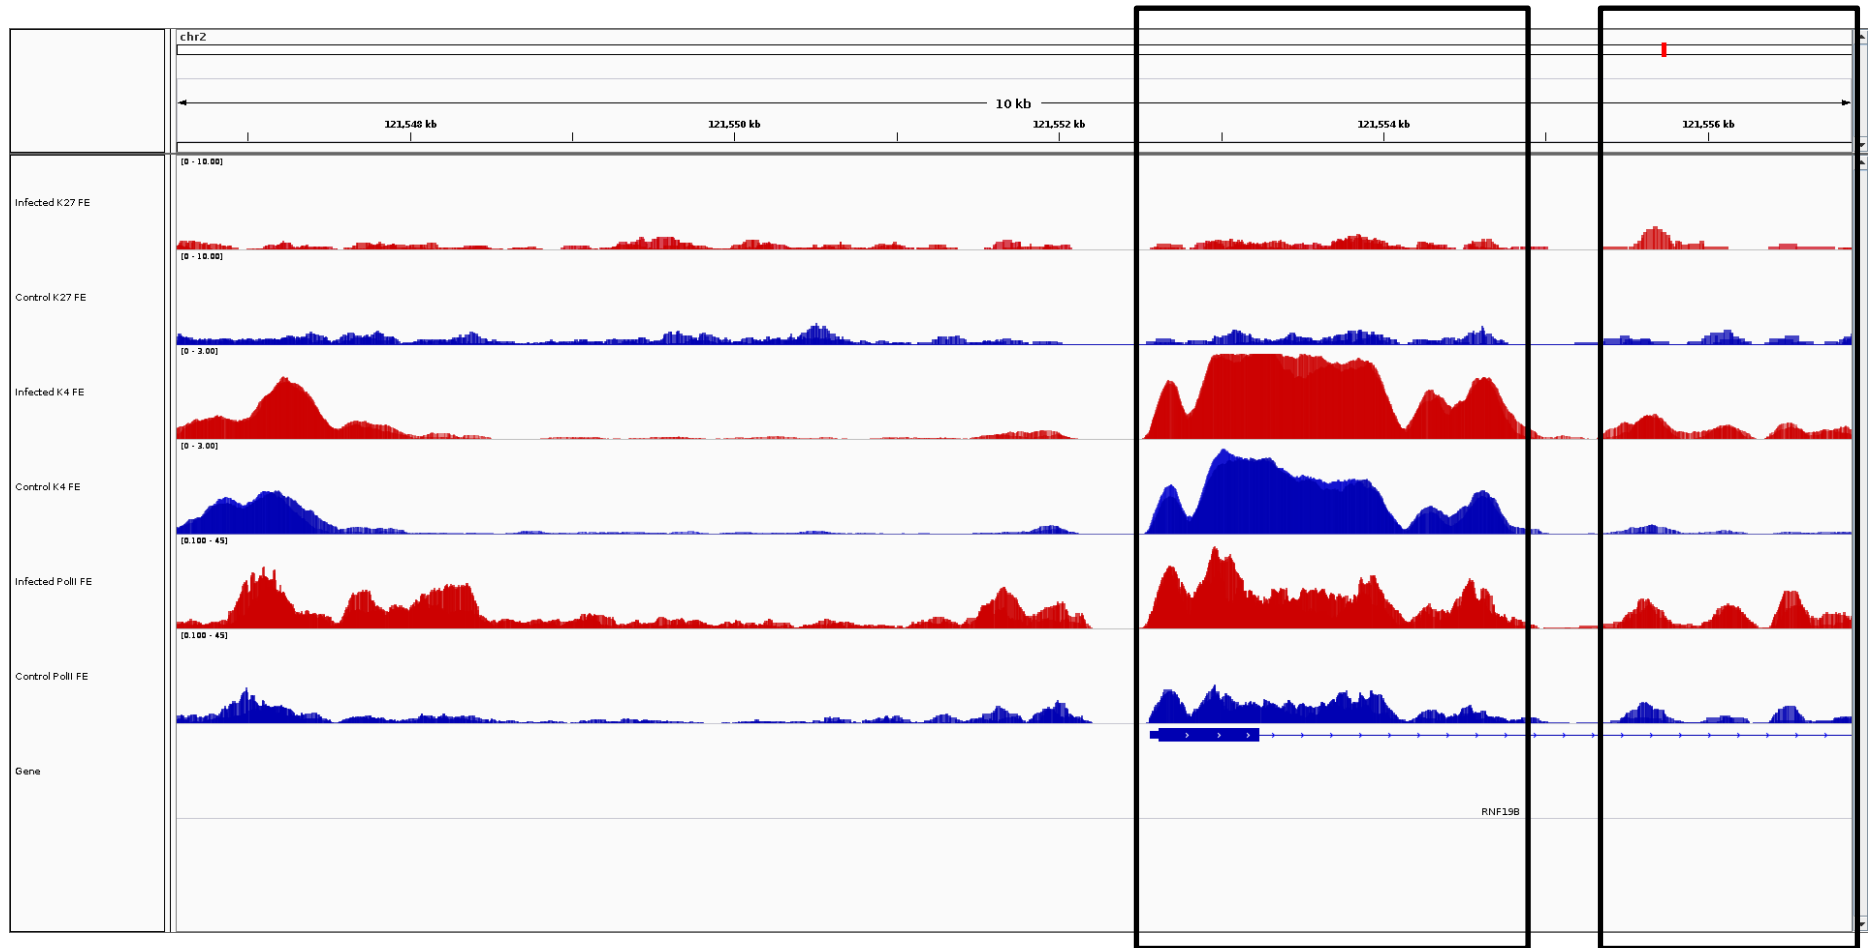 chr2
10 kb
121,548 kb 121,550 kb 121,552 kb 121,554 kb 121,556 kb
[0 - 10.00]
Infected K27 FE
[0 - 10.00]
Control K27 FE
[0 - 3.00]
Infected K4 FE
[0 - 3.00]
Control K4 FE
[0.100 - 45]
Infected PolII FE
[0.100 - 45]
Control PolII FE
Gene
RNF19B